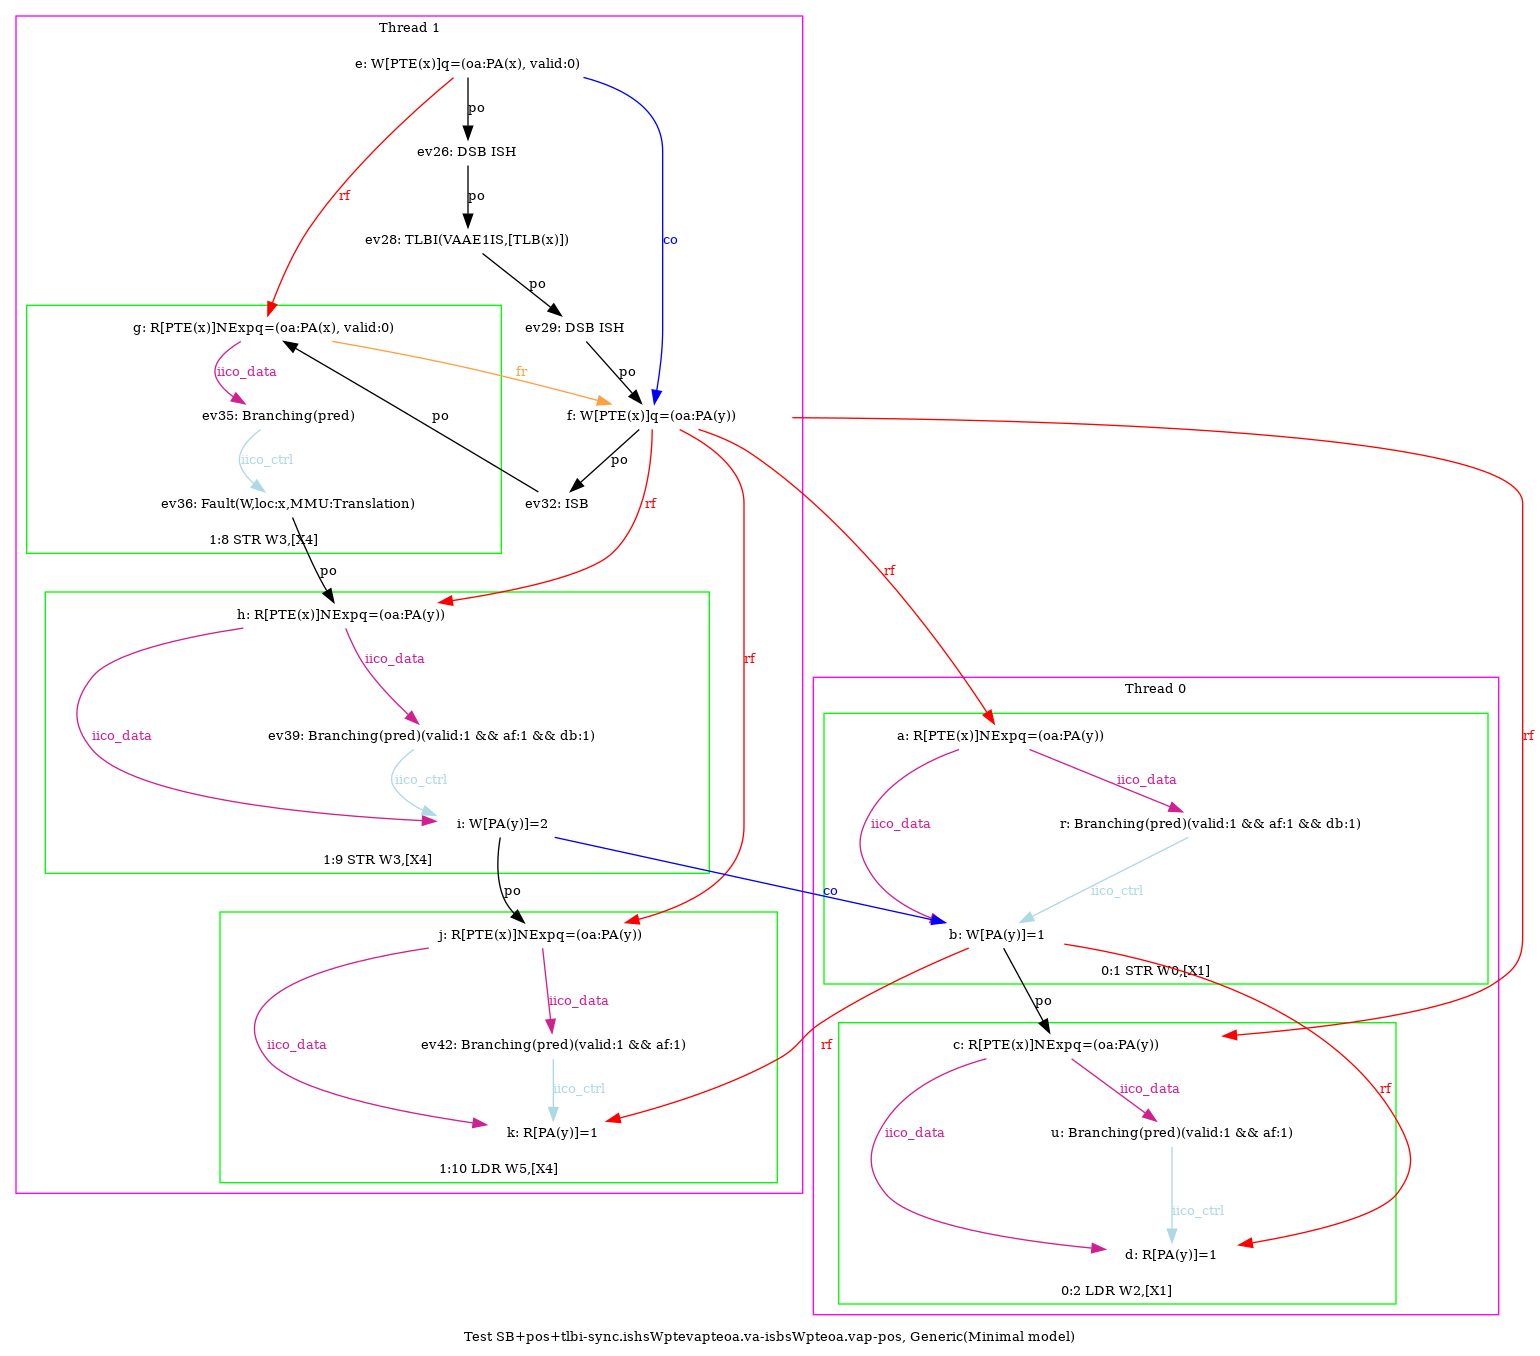 Thread 1
e: W[PTE(x)]q=(oa:PA(x), valid:0)
po
ev26: DSB ISH
rf
po
co
ev28: TLBI(VAAE1IS,[TLB(x)])
po
g: R[PTE(x)]NExpq=(oa:PA(x), valid:0)
ev29: DSB ISH
iico_data
fr
po
ev35: Branching(pred)
po
f: W[PTE(x)]q=(oa:PA(y))
iico_ctrl
po
ev36: Fault(W,loc:x,MMU:Translation)
ev32: ISB
rf
1:8 STR W3,[X4]
po
rf
h: R[PTE(x)]NExpq=(oa:PA(y))
iico_data
rf
Thread 0
iico_data
ev39: Branching(pred)(valid:1 && af:1 && db:1)
a: R[PTE(x)]NExpq=(oa:PA(y))
rf
iico_ctrl
iico_data
i: W[PA(y)]=2
iico_data
r: Branching(pred)(valid:1 && af:1 && db:1)
1:9 STR W3,[X4]
po
co
iico_ctrl
j: R[PTE(x)]NExpq=(oa:PA(y))
b: W[PA(y)]=1
0:1 STR W0,[X1]
iico_data
po
iico_data
ev42: Branching(pred)(valid:1 && af:1)
rf
c: R[PTE(x)]NExpq=(oa:PA(y))
iico_ctrl
iico_data
rf
k: R[PA(y)]=1
iico_data
u: Branching(pred)(valid:1 && af:1)
1:10 LDR W5,[X4]
iico_ctrl
d: R[PA(y)]=1
0:2 LDR W2,[X1]
Test SB+pos+tlbi-sync.ishsWptevapteoa.va-isbsWpteoa.vap-pos, Generic(Minimal model)